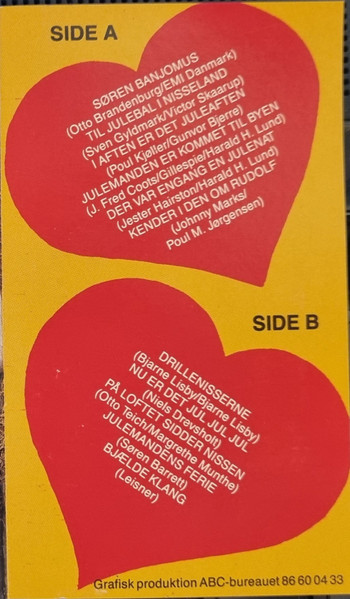 SIDE A
SØREN BANJOMUS
(Otto Brandenburg/EMI Danmark)
TIL JULEBAL I NISSELAND
(Sven Gyldmark/Victor Skaarup)
I AFTEN ER DET JULEAFTEN
(Poul Kjøller/Gunvor Bjerre)
JULEMANDEN ER KOMMET TIL BYEN
(J. Fred Coots/Gillespie/Harald H. Lund)
DER VAR ENGANG EN JULENAT
(Jester Hairston/Harald H. Lund)
KENDER I DEN OM RUDOLF
(Johnny Marks/
Poul M. Jørgensen)
SIDE B
DRILLENISSERNE
(Bjarne Lisby/Bjarne Lisby)
NU ER DET JUL JUL JUL
(Niels Drevsholt)
PÅ LOFTET SIDDER NISSEN
(Otto Teich/Margrethe Munthe)
JULEMANDENS FERIE
(Søren Barrett)
BJÆLDE KLANG
(Leisner)
Grafisk produktion ABC-bureauet 86 60 04 33